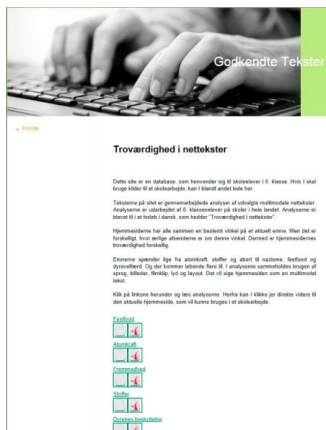 Godkendte Tekster
Forside
Troværdighed i nettekster
Dette site er en database, som henvender sig til skoleelever i 6. klasse. Hvis I skal
bruge kilder til et skolearbejde, kan I blandt andet lede her.
Teksterne på sitet er gennemarbejdede analyser af udvalgte multimodale nettekster.
Analyserne er udarbejdet af 6. klasseselever på skoler i hele landet. Analyserne er
blevet til i et forløb i dansk, som hedder "Troværdighed i nettekster".
Hjemmesiderne har alle sammen en bestemt vinkel på et aktuelt emne. Men det er
forskelligt, hvor ærlige afsenderne er om denne vinkel. Dermed er hjemmesidernes
troværdighed forskellig.
Emnerne spænder lige fra atomkraft, stoffer og abort til nazisme, fastfood og
dyrevelfærd. Og der kommer løbende flere til. I analyserne sammenholdes brugen af
sprog, billeder, filmklip, lyd og layout. Det vil sige hjemmesiden som en multimodal
tekst.
Klik på linksne herunder og læs analyserne. Herfra kan I klikke jer direkte videre til
den aktuelle hjemmeside, som vil kunne bruges i et skolearbejde.
Fastfood
Atomkraft
Fremmedhad
Stoffer
Dyrenes beskyttelse